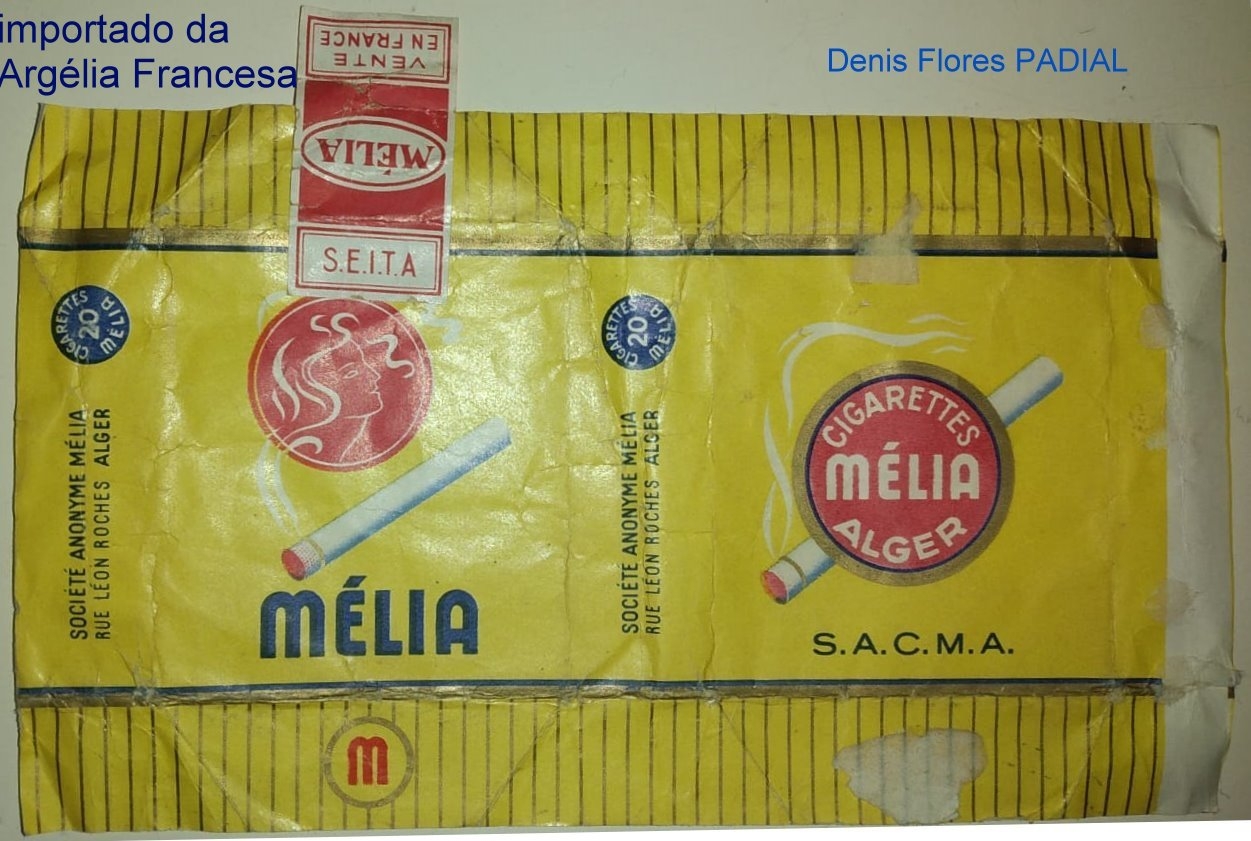 importado da
Argélia Francesa
Denis Flores PADIAL
VENTE
EN FRANCE
MÉLIA
S.E.I.T.A
CIGARETTES
20
MÉLIA
SOCIÉTÉ ANONYME MÉLIA
RUE LÉON ROCHES ALGER
MÉLIA
M
CIGARETTES
20
MÉLIA
SOCIÉTÉ ANONYME MÉLIA
RUE LÉON ROCHES ALGER
CIGARETTES
MÉLIA
ALGER
S.A.C.M.A.